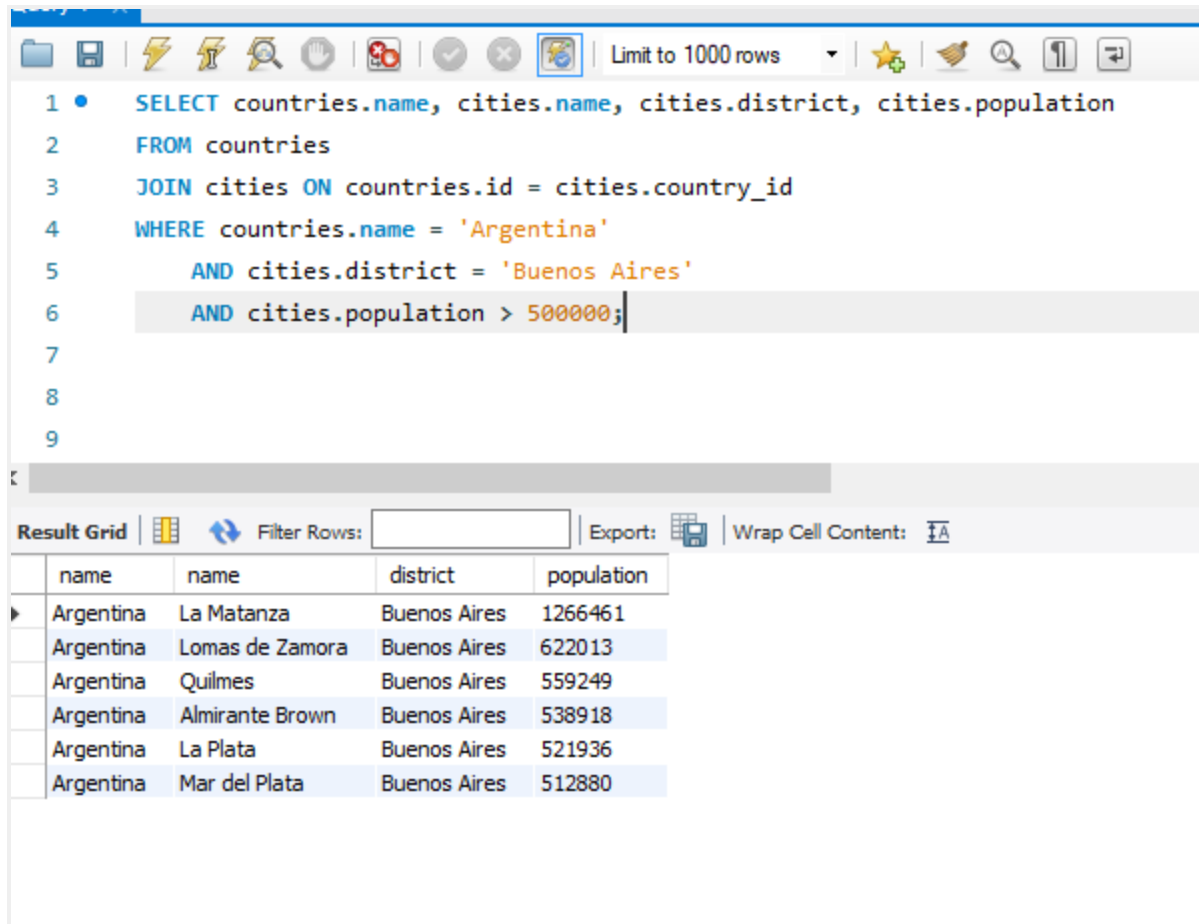 Limit to 1000 rows
1 SELECT countries.name, cities.name, cities.district, cities.population
2 FROM countries
3 JOIN cities ON countries.id = cities.country_id
4 WHERE countries.name = 'Argentina'
5 AND cities.district = 'Buenos Aires'
6 AND cities.population > 500000;
7
8
9
Result Grid Filter Rows: Export: Wrap Cell Content: IA
name name district population
Argentina La Matanza Buenos Aires 1266461
Argentina Lomas de Zamora Buenos Aires 622013
Argentina Quilmes Buenos Aires 559249
Argentina Almirante Brown Buenos Aires 538918
Argentina La Plata Buenos Aires 521936
Argentina Mar del Plata Buenos Aires 512880